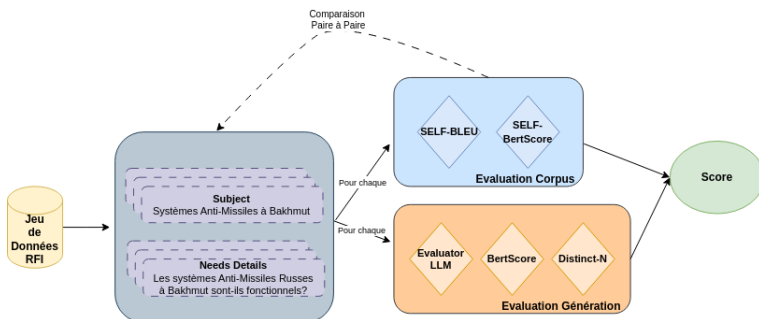 Comparaison
Paire à Paire
Jeu
de
Données
RFI
Subject
Systèmes Anti-Missiles à Bakhmut
Needs Details
Les systèmes Anti-Missiles Russes
à Bakhmut sont-ils fonctionnels?
Pour chaque
Pour chaque
SELF-BLEU
SELF-
BertScore
Evaluation Corpus
Evaluator
LLM
BertScore
Distinct-N
Evaluation Génération
Score